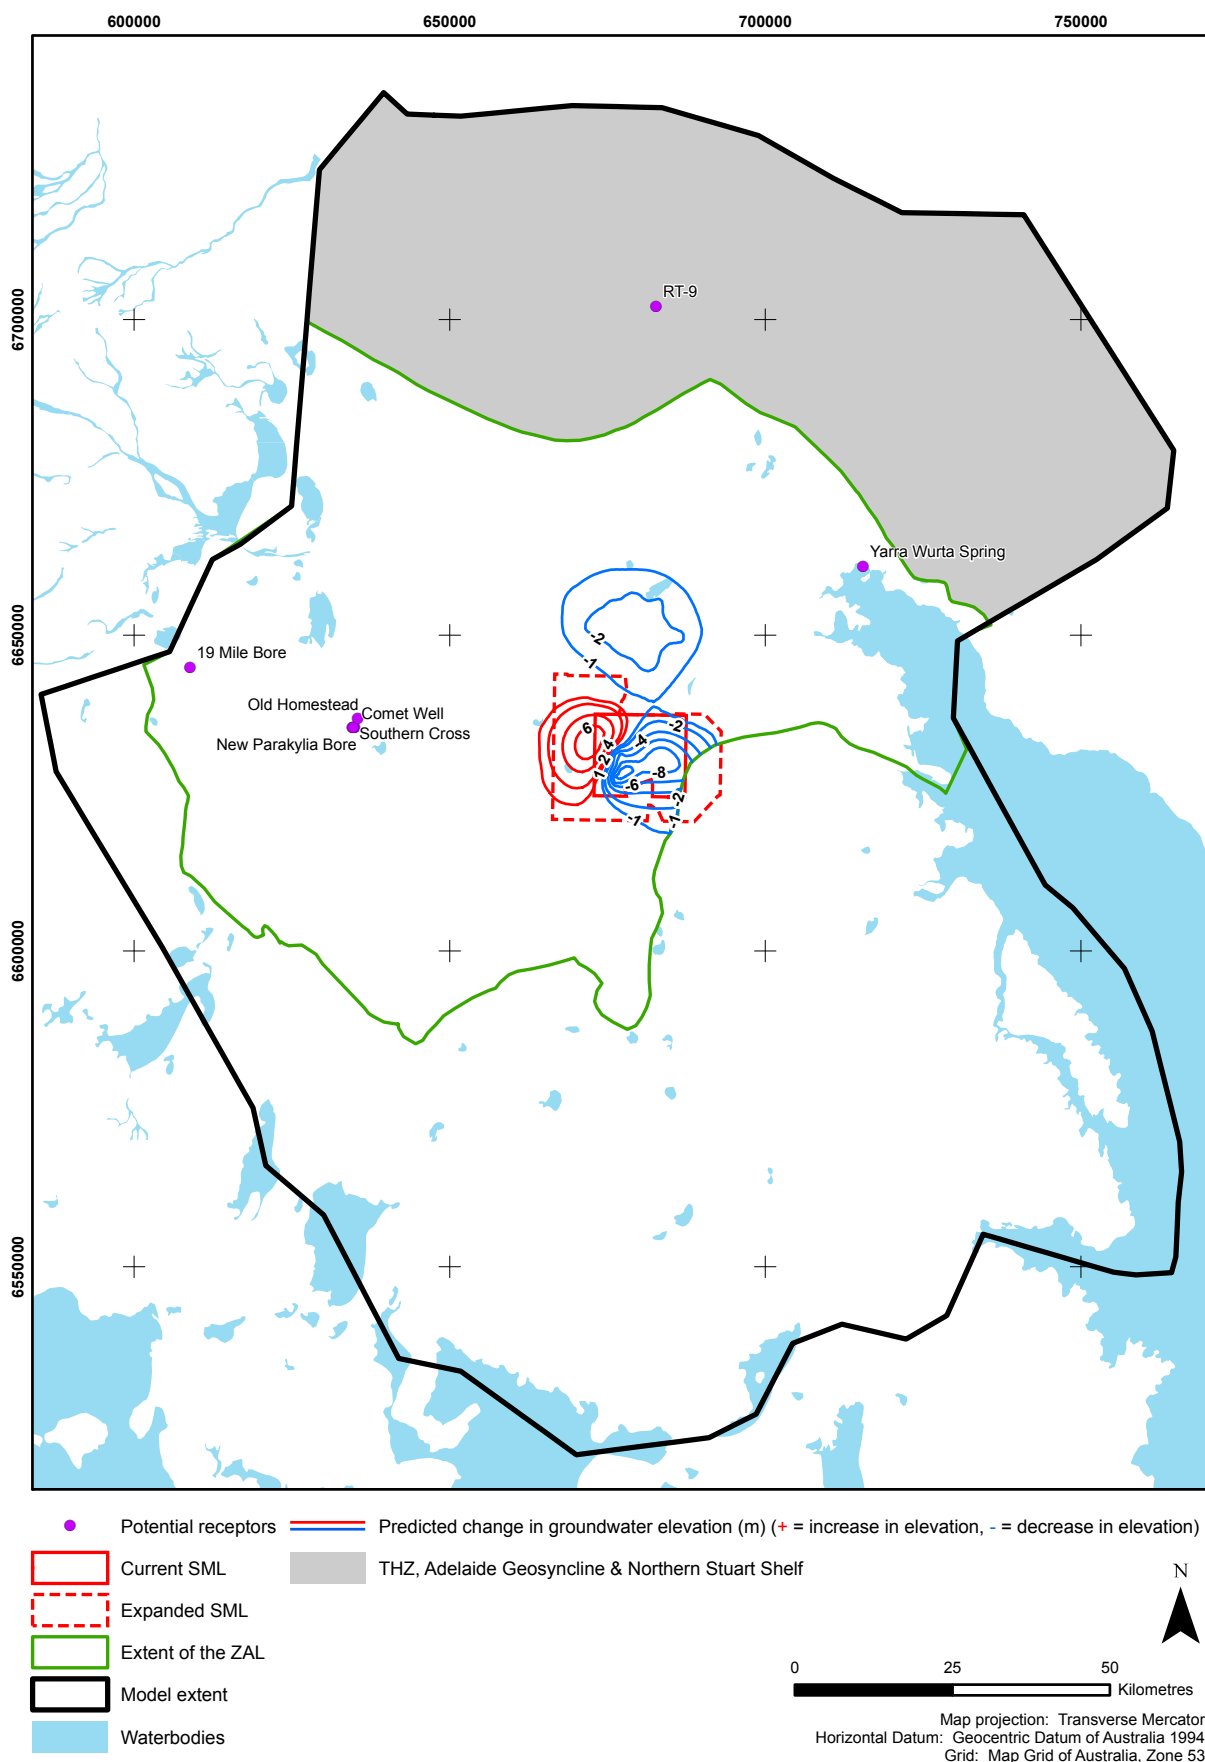 600000 650000 700000 750000
6700000
RT-9
Yarra Wurta Spring
6650000
19 Mile Bore
-2
-1
Old Homestead
Comet Well
Southern Cross
New Parakylia Bore
6
4
2
1
-2
-4
-8
-6
-2
-1
-1
6600000
6550000
Potential receptors
Predicted change in groundwater elevation (m) (+ = increase in elevation, - = decrease in elevation)
Current SML
THZ, Adelaide Geosyncline & Northern Stuart Shelf
Expanded SML
Extent of the ZAL
Model extent
Waterbodies
N
0 25 50
Kilometres
Map projection: Transverse Mercator
Horizontal Datum: Geocentric Datum of Australia 1994
Grid: Map Grid of Australia, Zone 53